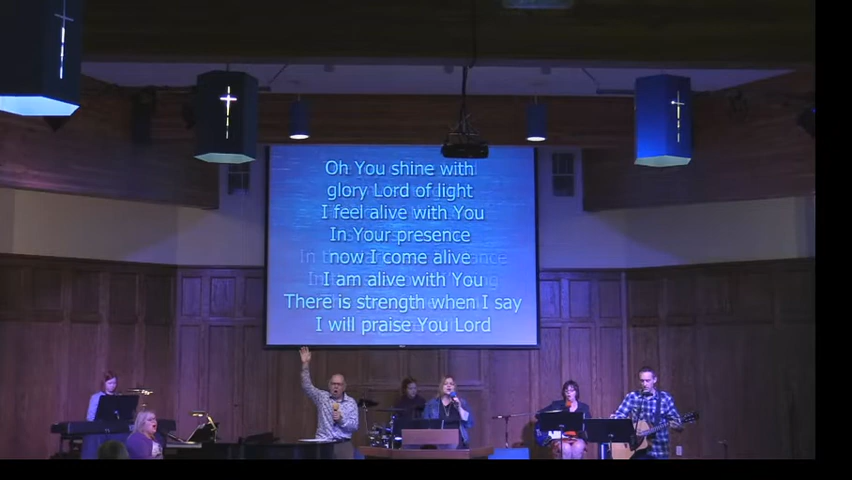 Oh You shine with
glory Lord of light
I feel alive with You
In Your presence
now I come alive
I am alive with You
There is strength when I say
I will praise You Lord